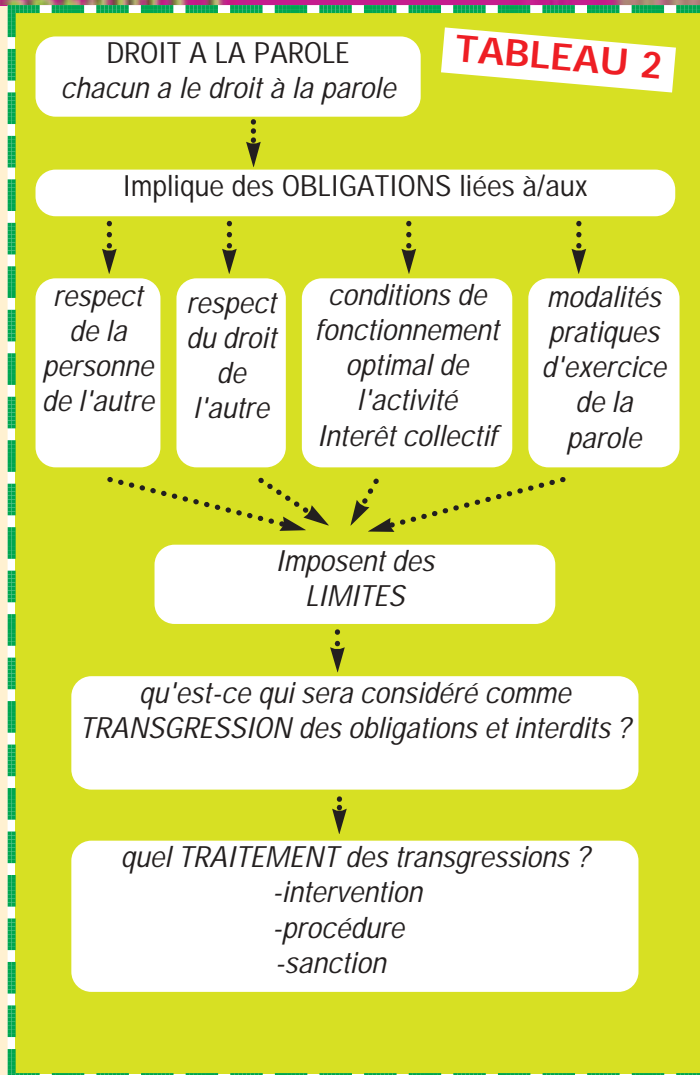 DROIT A LA PAROLE
chacun a le droit à la parole
TABLEAU 2
Implique des OBLIGATIONS liées à/aux
respect
de la
personne
de l'autre
respect
du droit
de
l'autre
conditions de
fonctionnement
optimal de
l'activité
Interêt collectif
modalités
pratiques
d'exercice
de la
parole
Imposent des
LIMITES
qu'est-ce qui sera considéré comme
TRANSGRESSION des obligations et interdits ?
quel TRAITEMENT des transgressions ?
-intervention
-procédure
-sanction